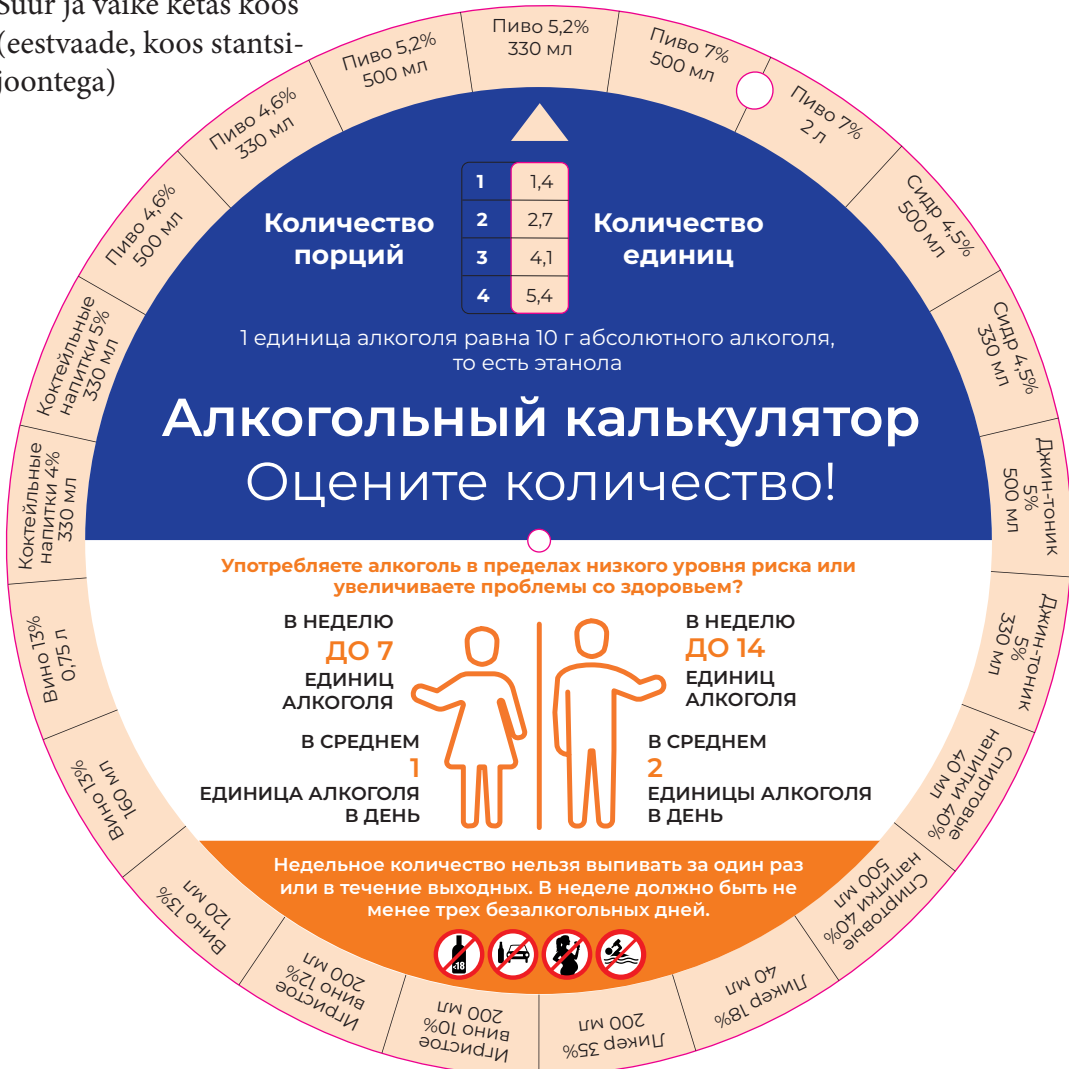 Suur ja väike ketas koos
(eestvaade, koos stantsi-
joontega)
Пиво 5,2%
330 мл
Пиво 7%
500 мл
Пиво 7%
2 л
Сидр 4,5%
500 мл
Сидр 4,5%
330 мл
Джин-тоник
5%
500 мл
Джин-тоник
5%
330 мл
Спиртовые
напитки 40%
40 мл
Спиртовые
напитки 40%
500 мл
Ликер 18%
40 мл
Ликер 35%
200 мл
Игристое
вино 10%
200 мл
Игристое
вино 12%
200 мл
Вино 13%
120 мл
Вино 13%
160 мл
Вино 13%
0,75 л
Коктейльные
напитки 4%
330 мл
Коктейльные
напитки 5%
330 мл
Пиво 4,6%
500 мл
Пиво 4,6%
330 мл
Пиво 5,2%
500 мл
Количество
порций
1 1,4
2 2,7
3 4,1
4 5,4
Количество
единиц
1 единица алкоголя равна 10 г абсолютного алкоголя,
то есть этанола
Алкогольный калькулятор
Оцените количество!
Употребляете алкоголь в пределах низкого уровня риска или
увеличиваете проблемы со здоровьем?
В НЕДЕЛЮ
ДО 7
ЕДИНИЦ
АЛКОГОЛЯ
В СРЕДНЕМ
1
ЕДИНИЦА АЛКОГОЛЯ
В ДЕНЬ
В НЕДЕЛЮ
ДО 14
ЕДИНИЦ
АЛКОГОЛЯ
В СРЕДНЕМ
2
ЕДИНИЦЫ АЛКОГОЛЯ
В ДЕНЬ
Недельное количество нельзя выпивать за один раз
или в течение выходных. В неделе должно быть не
менее трех безалкогольных дней.
<18